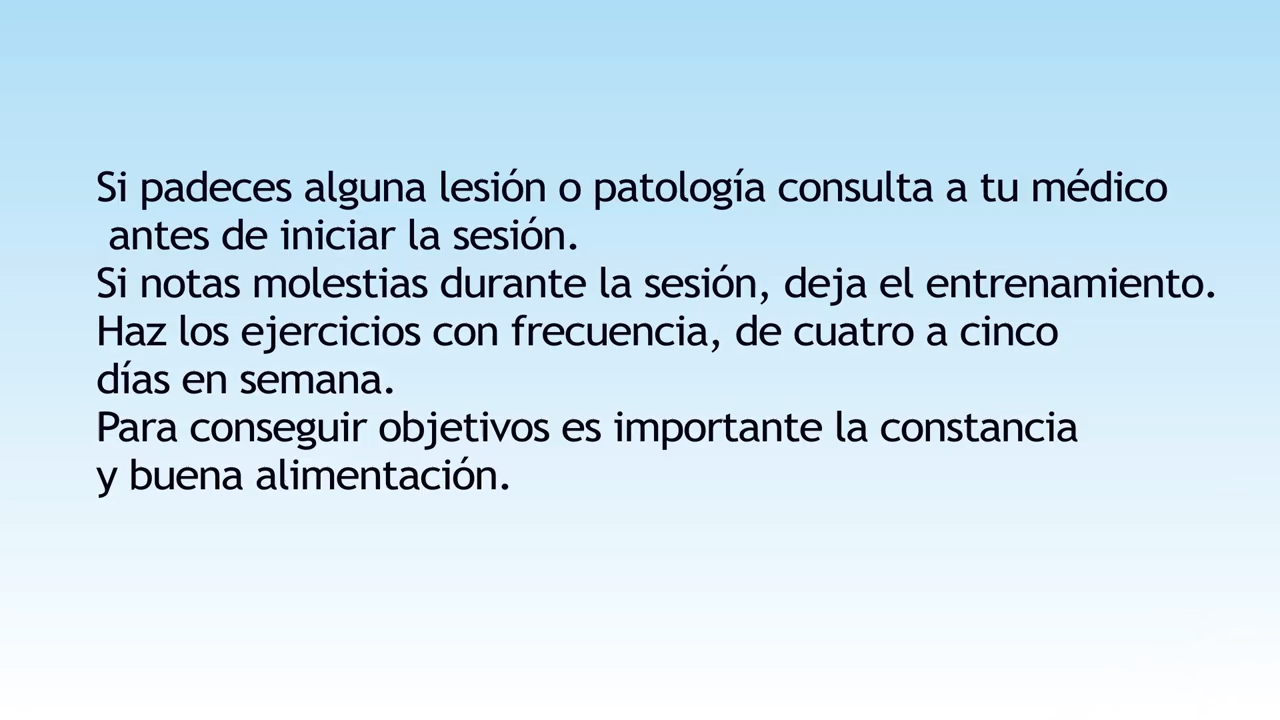 Si padeces alguna lesión o patología consulta a tu médico
antes de iniciar la sesión.
Si notas molestias durante la sesión, deja el entrenamiento.
Haz los ejercicios con frecuencia, de cuatro a cinco
días en semana.
Para conseguir objetivos es importante la constancia
y buena alimentación.